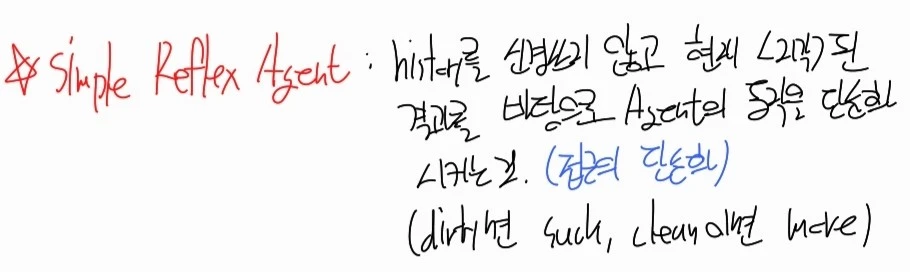 ☆ Simple Reflex Agent : history를 신경쓰지 않고 현재 시각된
결과를 바탕으로 Agent의 동작을 단순화
시키는것. (접근의 단순화)
(dirty면 suck, clean이면 move)